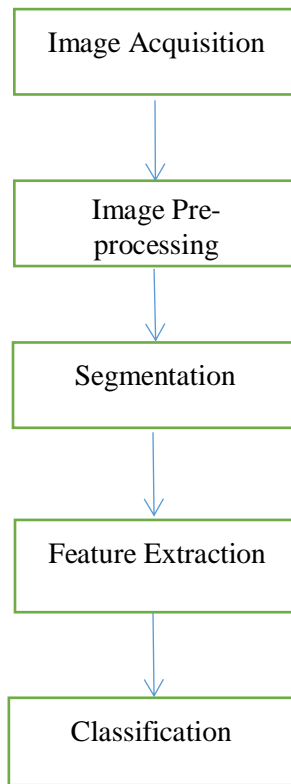 Image Acquisition
Image Pre-
processing
Segmentation
Feature Extraction
Classification